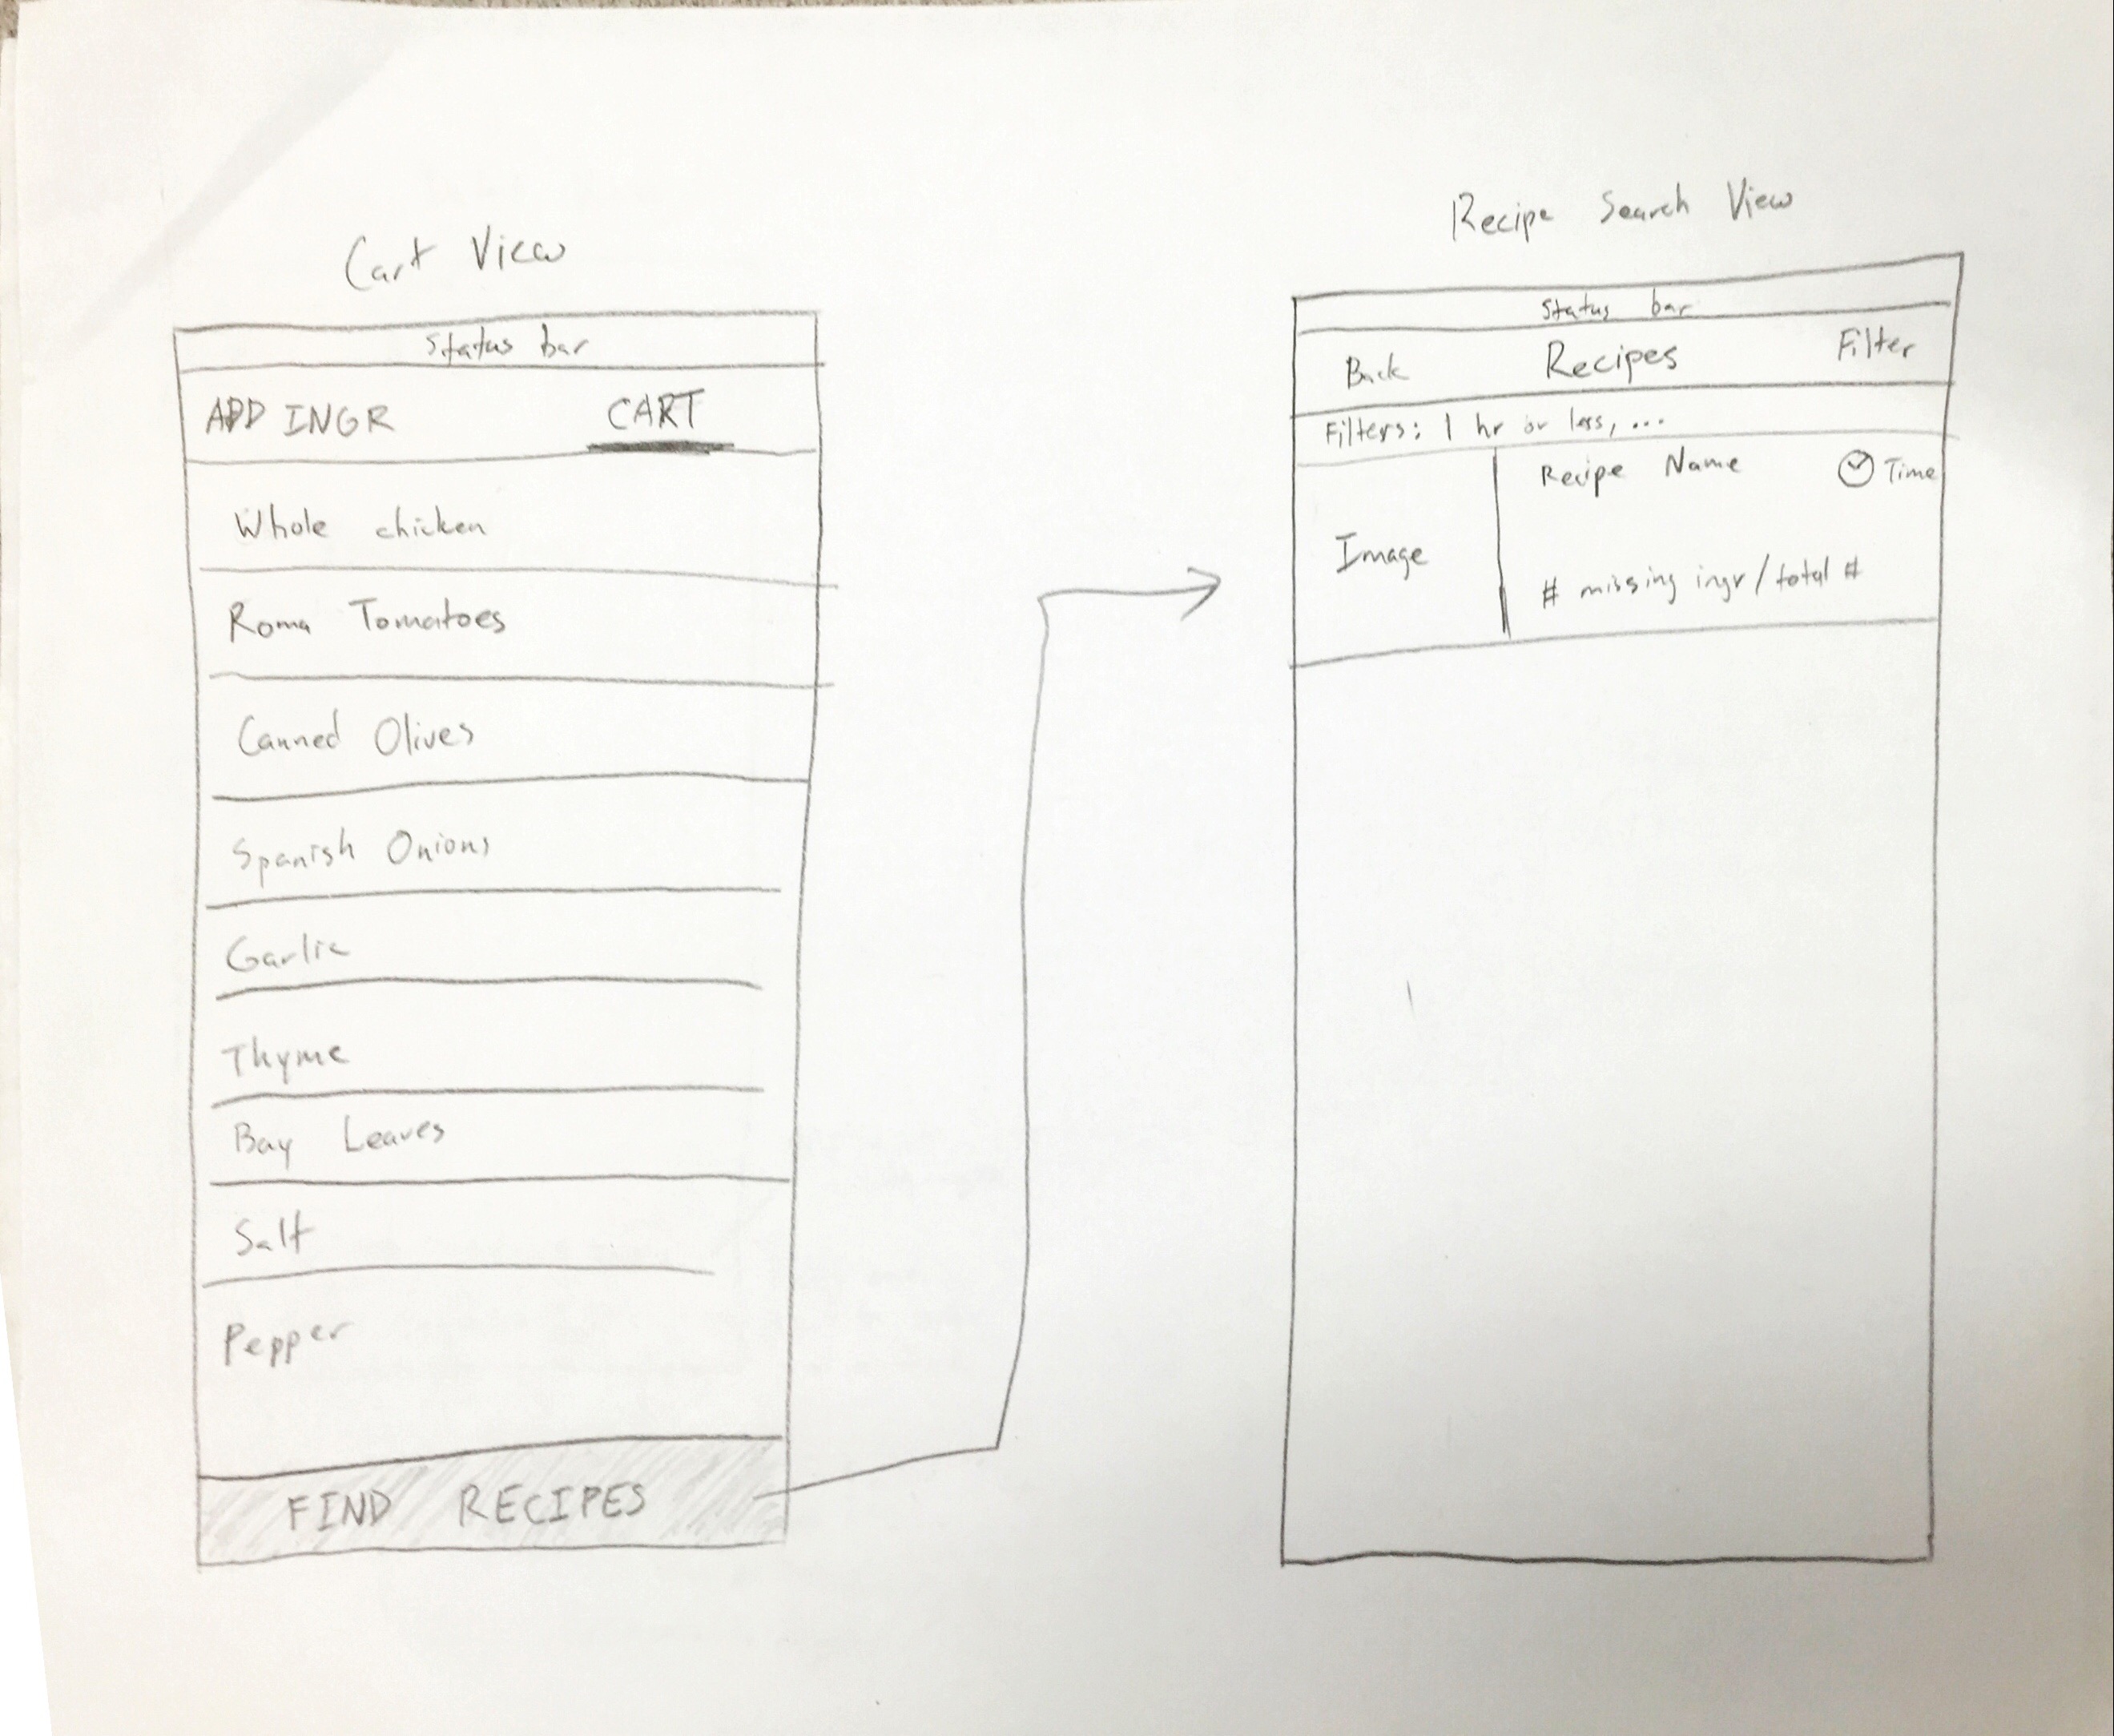 Cart View
Status bar
ADD INGR CART
Whole chicken
Roma Tomatoes
Canned Olives
Spanish Onions
Garlic
Thyme
Bay Leaves
Salt
Pepper
FIND RECIPES
Recipe Search View
Status bar
Back Recipes Filter
Filters: 1 hr or less, ...
Recipe Name Time
Image
# missing ingr/total #